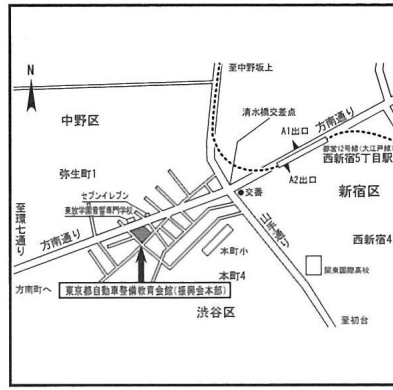 至中野坂上
N
清水橋交差点
方南通り
中野区
A1出口
都営12号線(大江戸線)
西新宿5丁目駅
弥生町1
A2出口
セブンイレブン
交番
新宿区
東放学園音響専門学校
至環七通り
方南通り
山手通り
西新宿4
本町小
関東国際高校
方南町へ
本町4
東京都自動車整備教育会館(振興会本部)
渋谷区
至初台